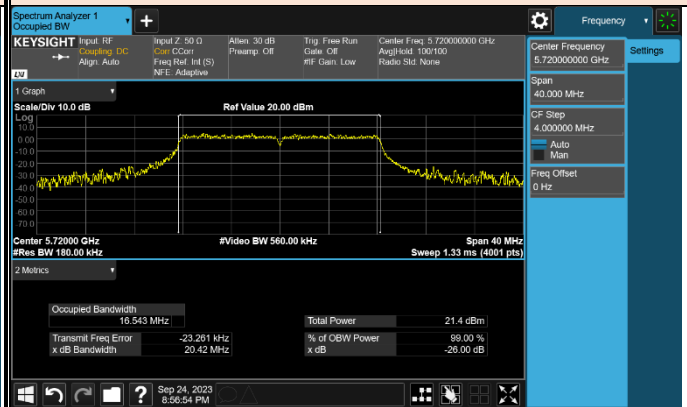 Spectrum Analyzer 1
Occupied BW
+
Frequency
KEYSIGHT
Input: RF
Coupling: DC
Align: Auto
Input Z: 50 Ω
Corr CCorr
Freq Ref: Int (S)
NFE: Adaptive
Atten: 30 dB
Preamp: Off
Trig: Free Run
Gate: Off
#IF Gain: Low
Center Freq: 5.720000000 GHz
Avg|Hold: 100/100
Radio Std: None
LXI
Center Frequency
5.720000000 GHz
Settings
Span
40.000 MHz
CF Step
4.000000 MHz
Auto
Man
Freq Offset
0 Hz
1 Graph
Scale/Div 10.0 dB
Ref Value 20.00 dBm
Log
10.0
0.00
-10.0
-20.0
-30.0
-40.0
-50.0
-60.0
-70.0
Center 5.72000 GHz
#Video BW 560.00 kHz
Span 40 MHz
#Res BW 180.00 kHz
Sweep 1.33 ms (4001 pts)
2 Metrics
Occupied Bandwidth
16.543 MHz
Total Power
21.4 dBm
Transmit Freq Error
-23.261 kHz
% of OBW Power
99.00 %
x dB Bandwidth
20.42 MHz
x dB
-26.00 dB
?
Sep 24, 2023
8:56:54 PM